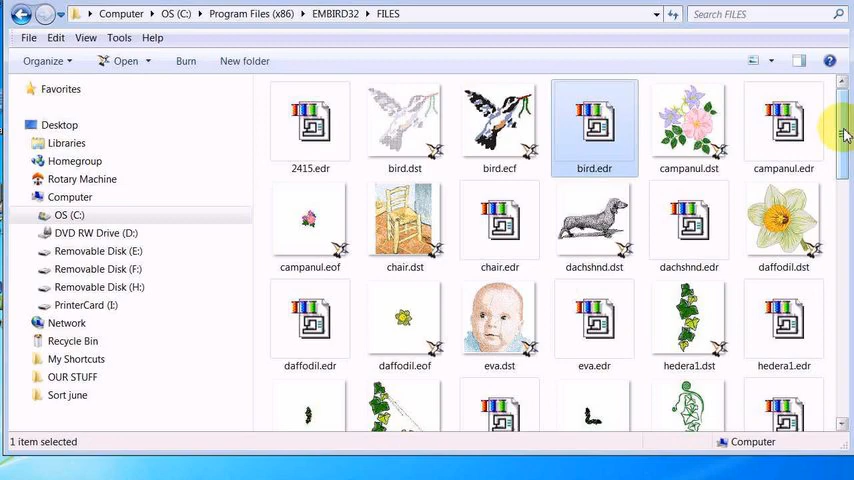 Computer ▸ OS (C:) ▸ Program Files (x86) ▸ EMBIRD32 ▸ FILES
Search FILES
File Edit View Tools Help
Organize Open Burn New folder
Favorites
Desktop
Libraries
Homegroup
Rotary Machine
Computer
OS (C:)
DVD RW Drive (D:)
Removable Disk (E:)
Removable Disk (F:)
Removable Disk (H:)
PrinterCard (I:)
Network
Recycle Bin
My Shortcuts
OUR STUFF
Sort june
2415.edr bird.dst bird.ecf bird.edr campanul.dst campanul.edr
campanul.eof chair.dst chair.edr dachshnd.dst dachshnd.edr daffodil.dst
daffodil.edr daffodil.eof eva.dst eva.edr hedera1.dst hedera1.edr
1 item selected
Computer